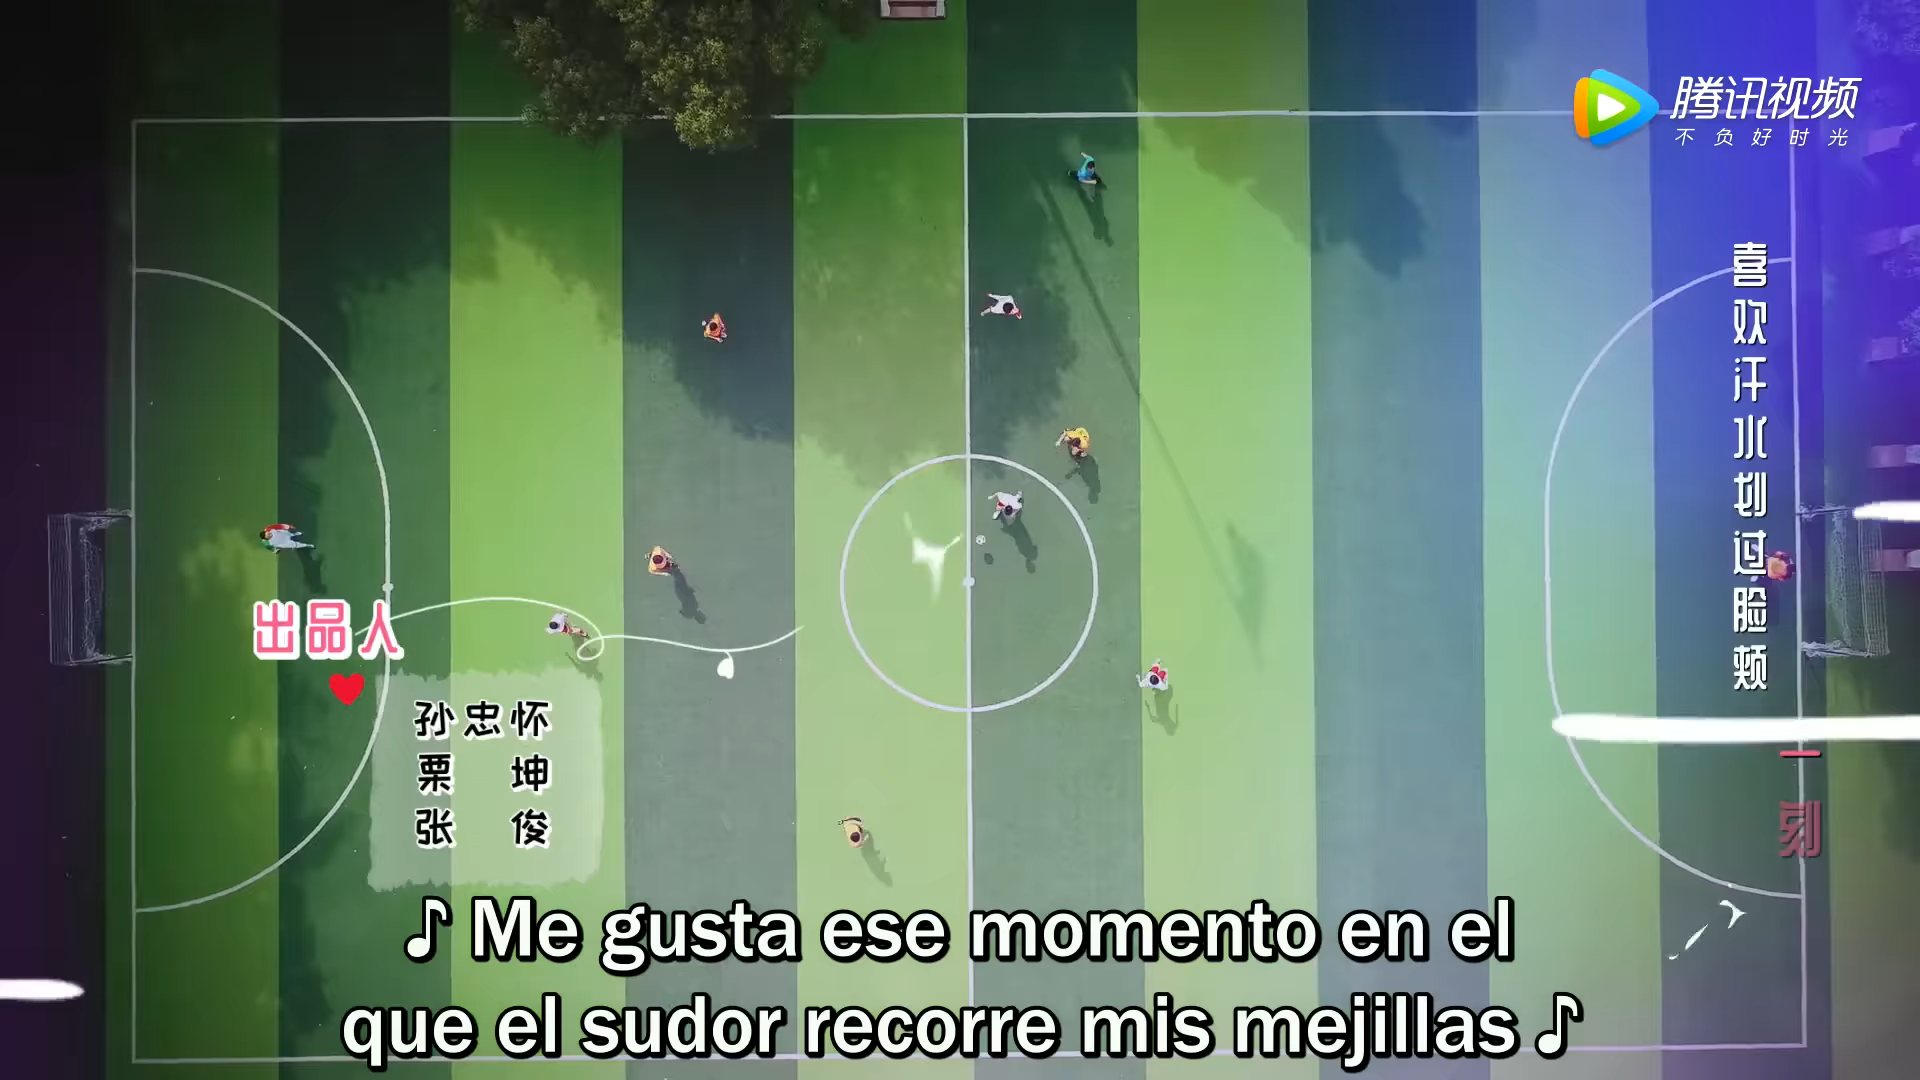 腾讯视频
不负好时光
喜欢汗水划过脸颊
一刻
出品人
孙忠怀
栗 坤
张 俊
♪ Me gusta ese momento en el
que el sudor recorre mis mejillas ♪